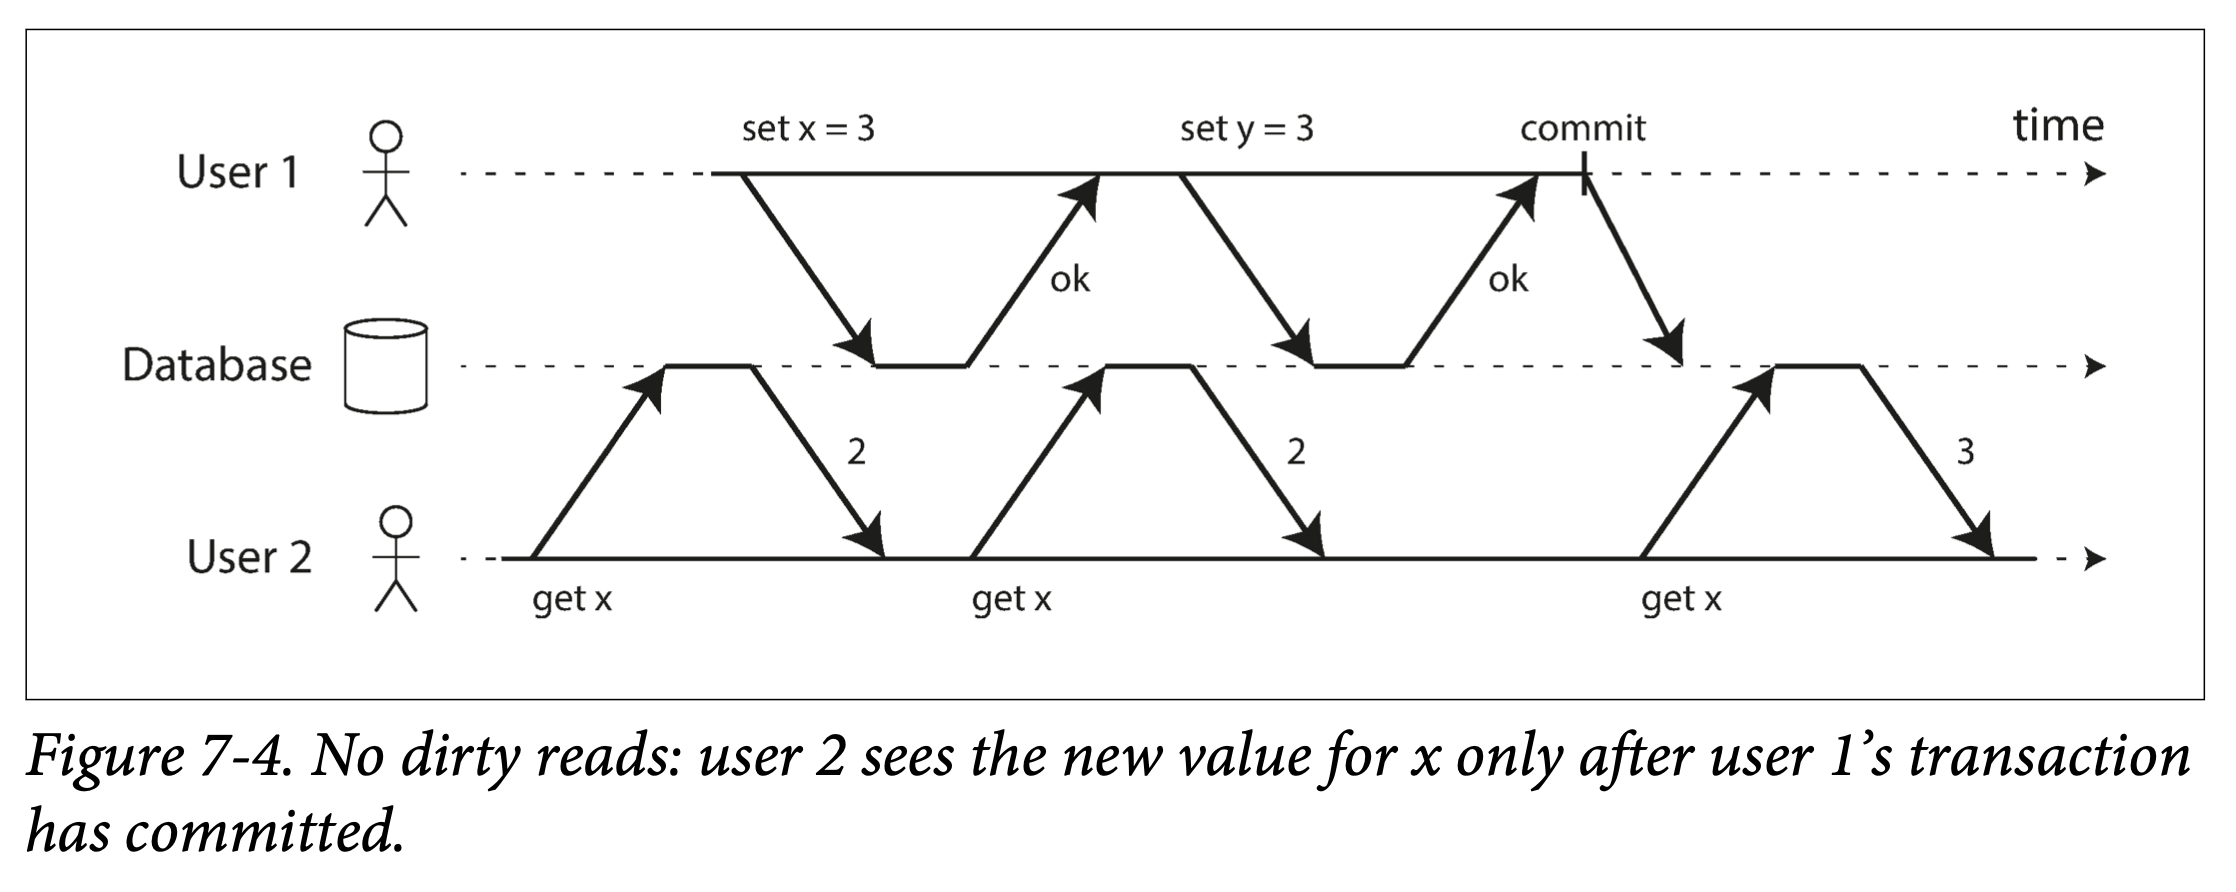 set x = 3
set y = 3
commit
time
User 1
ok
ok
Database
2
2
3
User 2
get x
get x
get x
Figure 7-4. No dirty reads: user 2 sees the new value for x only after user 1’s transaction
has committed.